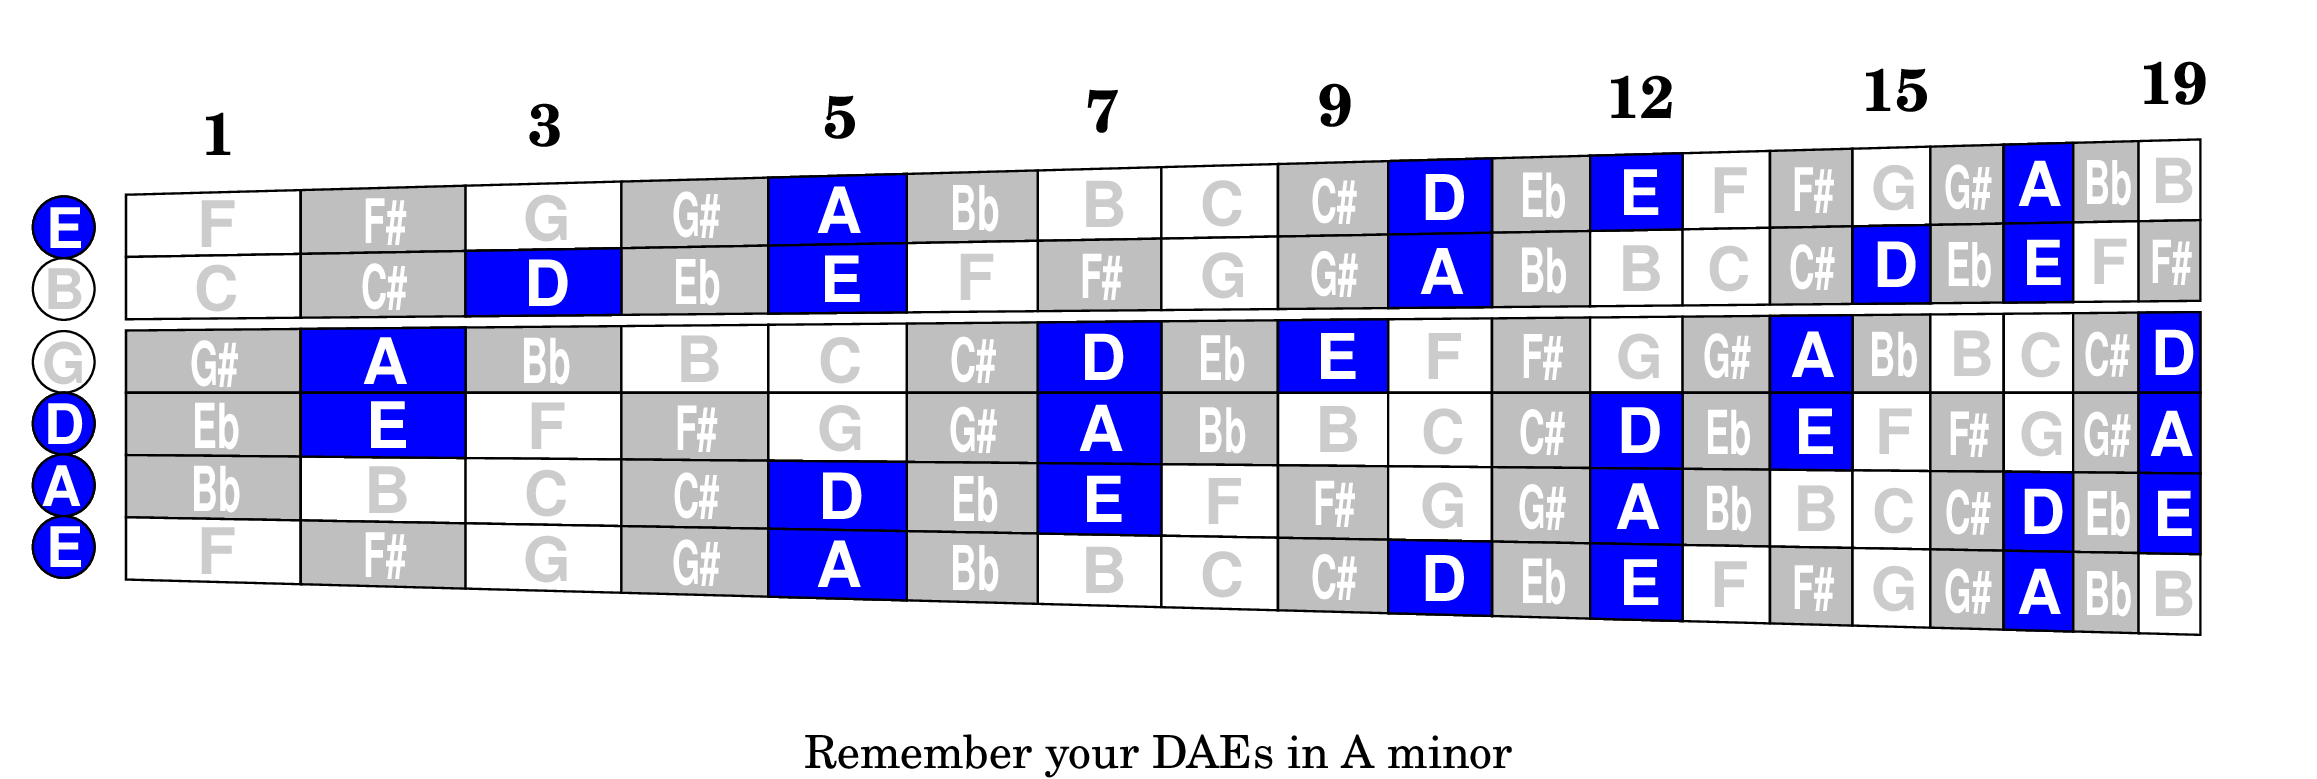 1 3 5 7 9 12 15 19
E F F# G G# A Bb B C C# D Eb E F F# G G# A Bb B
B C C# D Eb E F F# G G# A Bb B C C# D Eb E F F#
G G# A Bb B C C# D Eb E F F# G G# A Bb B C C# D
D Eb E F F# G G# A Bb B C C# D Eb E F F# G G# A
A Bb B C C# D Eb E F F# G G# A Bb B C C# D Eb E
E F F# G G# A Bb B C C# D Eb E F F# G G# A Bb B
Remember your DAEs in A minor